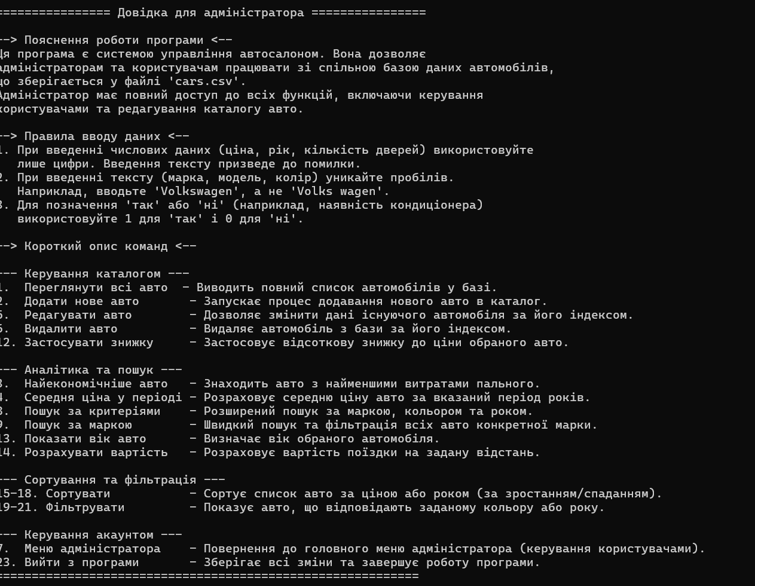 ================ Довідка для адміністратора ================
--> Пояснення роботи програми <--
Ця програма є системою управління автосалоном. Вона дозволяє
адміністраторам та користувачам працювати зі спільною базою даних автомобілів,
що зберігається у файлі 'cars.csv'.
Адміністратор має повний доступ до всіх функцій, включаючи керування
користувачами та редагування каталогу авто.
--> Правила вводу даних <--
1. При введенні числових даних (ціна, рік, кількість дверей) використовуйте
лише цифри. Введення тексту призведе до помилки.
2. При введенні тексту (марка, модель, колір) уникайте пробілів.
Наприклад, вводьте 'Volkswagen', а не 'Volks wagen'.
3. Для позначення 'так' або 'ні' (наприклад, наявність кондиціонера)
використовуйте 1 для 'так' і 0 для 'ні'.
--> Короткий опис команд <--
--- Керування каталогом ---
1. Переглянути всі авто - Виводить повний список автомобілів у базі.
2. Додати нове авто - Запускає процес додавання нового авто в каталог.
5. Редагувати авто - Дозволяє змінити дані існуючого автомобіля за його індексом.
6. Видалити авто - Видаляє автомобіль з бази за його індексом.
12. Застосувати знижку - Застосовує відсоткову знижку до ціни обраного авто.
--- Аналітика та пошук ---
3. Найекономічніше авто - Знаходить авто з найменшими витратами пального.
4. Середня ціна у періоді - Розраховує середню ціну авто за вказаний період років.
8. Пошук за критеріями - Розширений пошук за маркою, кольором та роком.
9. Пошук за маркою - Швидкий пошук та фільтрація всіх авто конкретної марки.
13. Показати вік авто - Визначає вік обраного автомобіля.
14. Розрахувати вартість - Розраховує вартість поїздки на задану відстань.
--- Сортування та фільтрація ---
15-18. Сортувати - Сортує список авто за ціною або роком (за зростанням/спаданням).
19-21. Фільтрувати - Показує авто, що відповідають заданому кольору або року.
--- Керування акаунтом ---
7. Меню адміністратора - Повернення до головного меню адміністратора (керування користувачами).
23. Вийти з програми - Зберігає всі зміни та завершує роботу програми.
============================================================